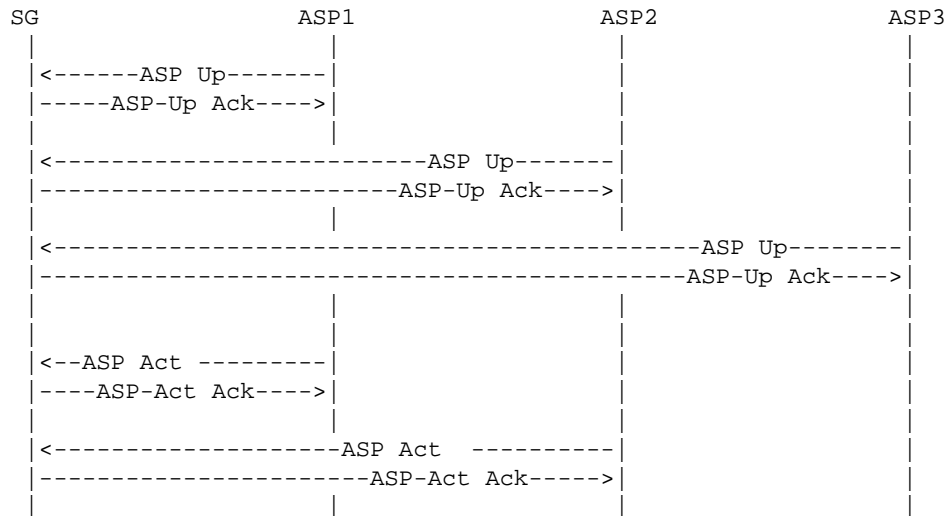 SG ASP1 ASP2 ASP3
<------ASP Up-------
-----ASP-Up Ack---->
<--------------------------ASP Up-------
-------------------------ASP-Up Ack---->
<---------------------------------------------ASP Up--------
---------------------------------------------ASP-Up Ack---->
<--ASP Act ---------
----ASP-Act Ack---->
<--------------------ASP Act ----------
-----------------------ASP-Act Ack----->